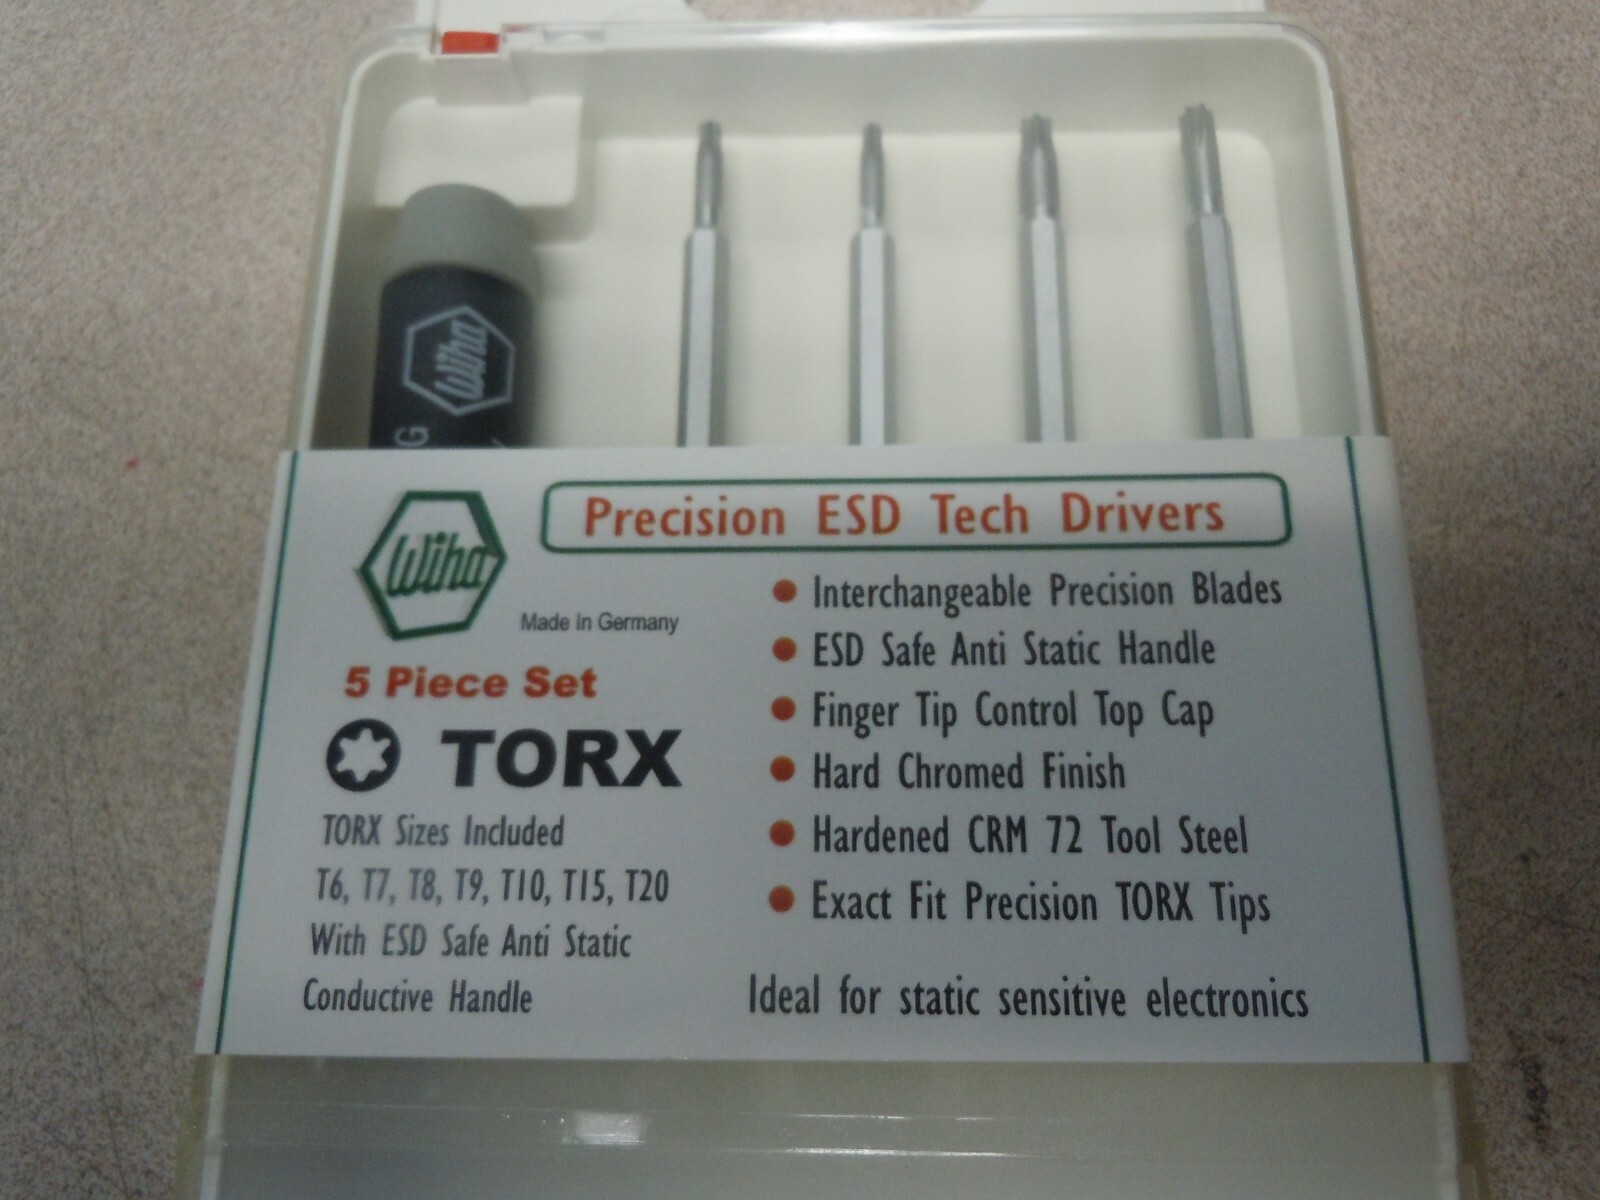 Wiha
G
Precision ESD Tech Drivers
Wiha
Made in Germany
5 Piece Set
TORX
TORX Sizes Included
T6, T7, T8, T9, T10, T15, T20
With ESD Safe Anti Static
Conductive Handle
Interchangeable Precision Blades
ESD Safe Anti Static Handle
Finger Tip Control Top Cap
Hard Chromed Finish
Hardened CRM 72 Tool Steel
Exact Fit Precision TORX Tips
Ideal for static sensitive electronics